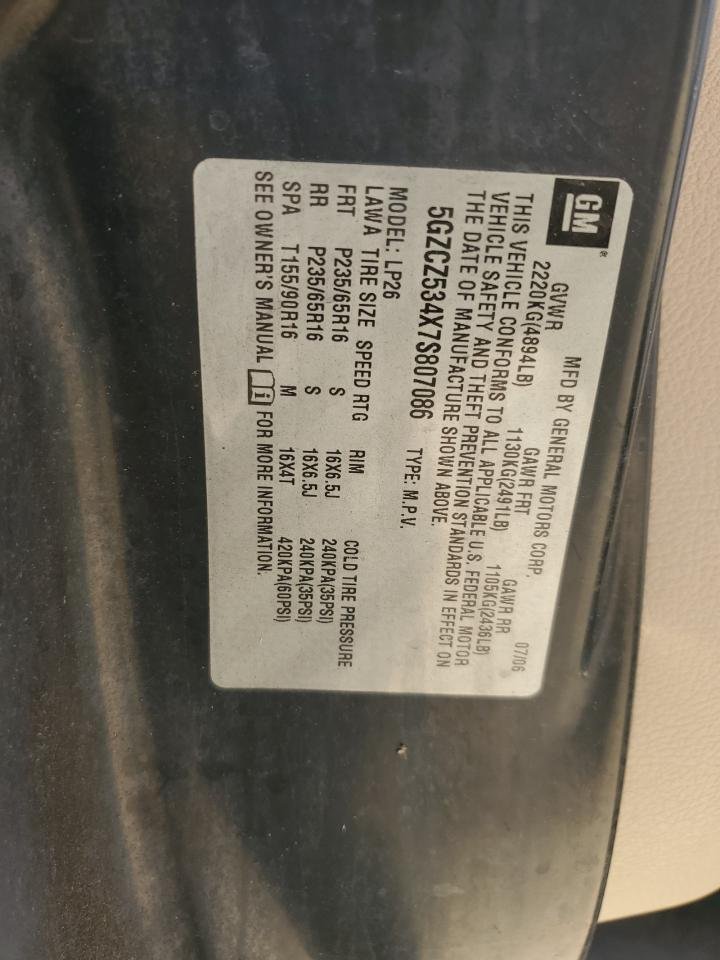 GM®
MFD BY GENERAL MOTORS CORP.
07/06
GVWR GAWR FRT GAWR RR
2220KG(4894LB) 1130KG(2491LB) 1105KG(2436LB)
THIS VEHICLE CONFORMS TO ALL APPLICABLE U.S. FEDERAL MOTOR
VEHICLE SAFETY AND THEFT PREVENTION STANDARDS IN EFFECT ON
THE DATE OF MANUFACTURE SHOWN ABOVE.
5GZCZ534X7S807086 TYPE: M.P.V.
MODEL: LP26
LAWA TIRE SIZE SPEED RTG RIM COLD TIRE PRESSURE
FRT P235/65R16 S 16X6.5J 240KPA(35PSI)
RR P235/65R16 S 16X6.5J 240KPA(35PSI)
SPA T155/90R16 M 16X4T 420KPA(60PSI)
SEE OWNER'S MANUAL i FOR MORE INFORMATION.